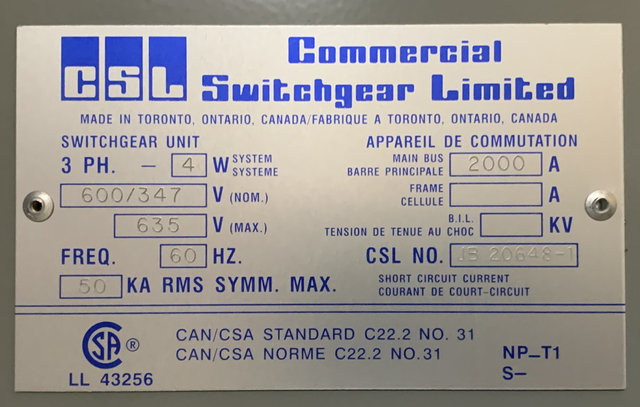 CSL Commercial
Switchgear Limited
MADE IN TORONTO, ONTARIO, CANADA/FABRIQUE A TORONTO, ONTARIO, CANADA
SWITCHGEAR UNIT APPAREIL DE COMMUTATION
3 PH. - 4 W SYSTEM SYSTEME
MAIN BUS BARRE PRINCIPALE 2000 A
600/347 V (NOM.)
FRAME CELLULE A
635 V (MAX.)
B.I.L. TENSION DE TENUE AU CHOC KV
FREQ. 60 HZ.
CSL NO. JB 20648-1
50 KA RMS SYMM. MAX.
SHORT CIRCUIT CURRENT
COURANT DE COURT-CIRCUIT
CSA ®
LL 43256
CAN/CSA STANDARD C22.2 NO. 31
CAN/CSA NORME C22.2 NO.31
NP-T1
S-